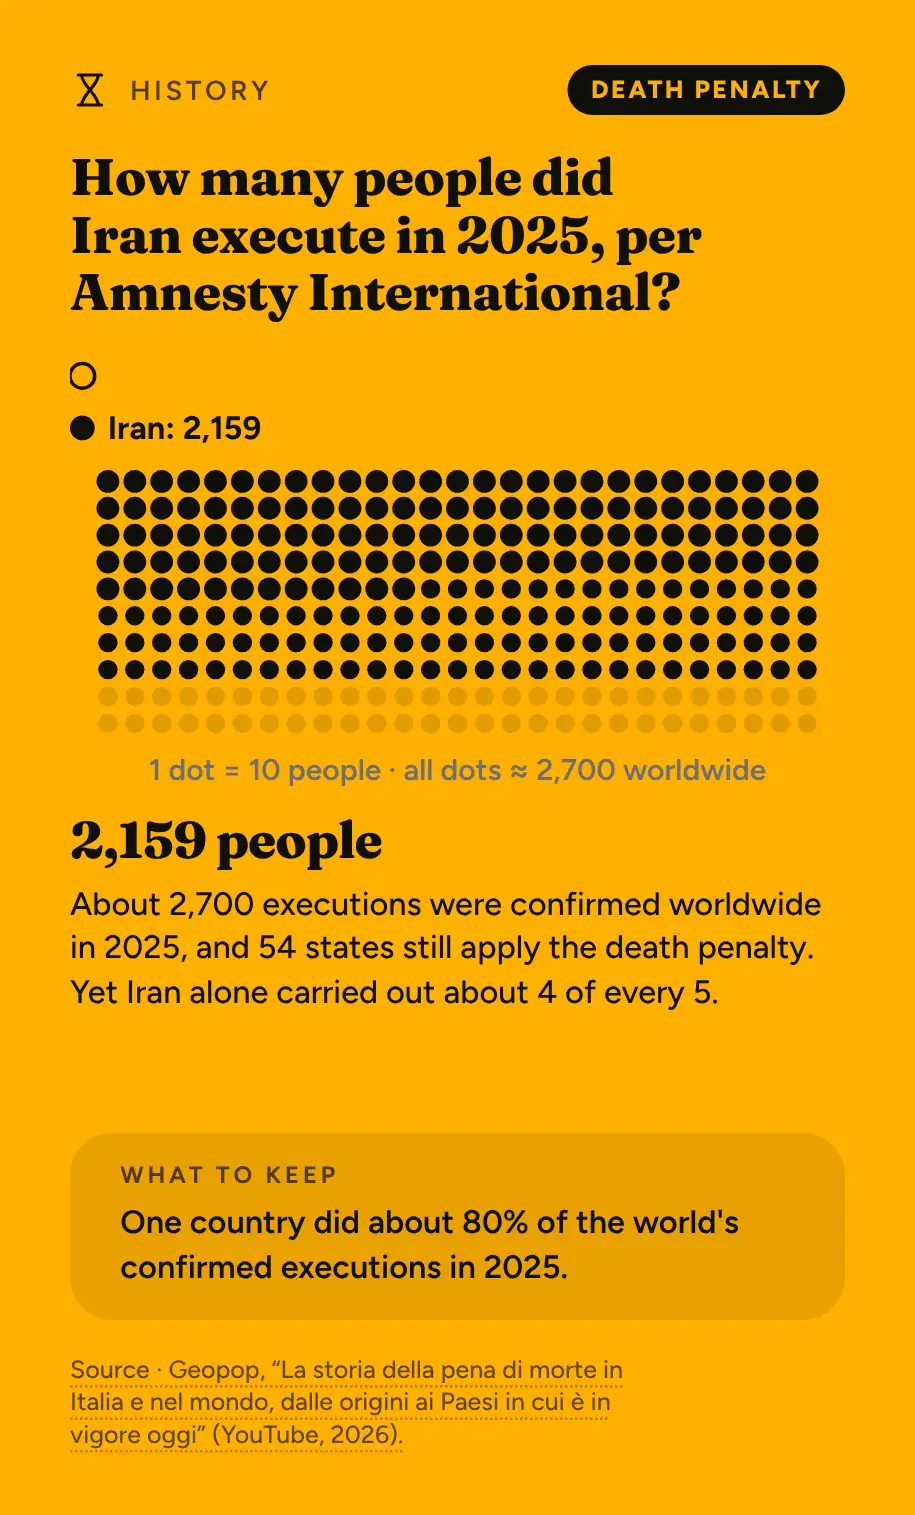 HISTORY
DEATH PENALTY
How many people did
Iran execute in 2025, per
Amnesty International?
Iran: 2,159
1 dot = 10 people · all dots ≈ 2,700 worldwide
2,159 people
About 2,700 executions were confirmed worldwide
in 2025, and 54 states still apply the death penalty.
Yet Iran alone carried out about 4 of every 5.
WHAT TO KEEP
One country did about 80% of the world's
confirmed executions in 2025.
Source · Geopop, “La storia della pena di morte in
Italia e nel mondo, dalle origini ai Paesi in cui è in
vigore oggi” (YouTube, 2026).